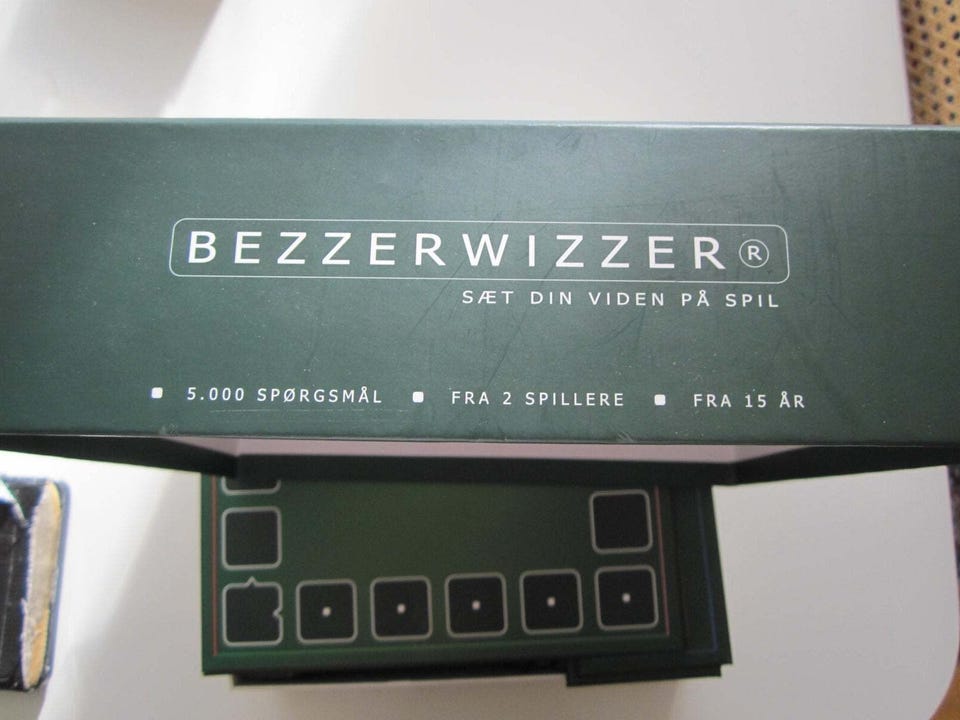 BEZZERWIZZER®
SÆT DIN VIDEN PÅ SPIL
▪ 5.000 SPØRGSMÅL ▪ FRA 2 SPILLERE ▪ FRA 15 ÅR